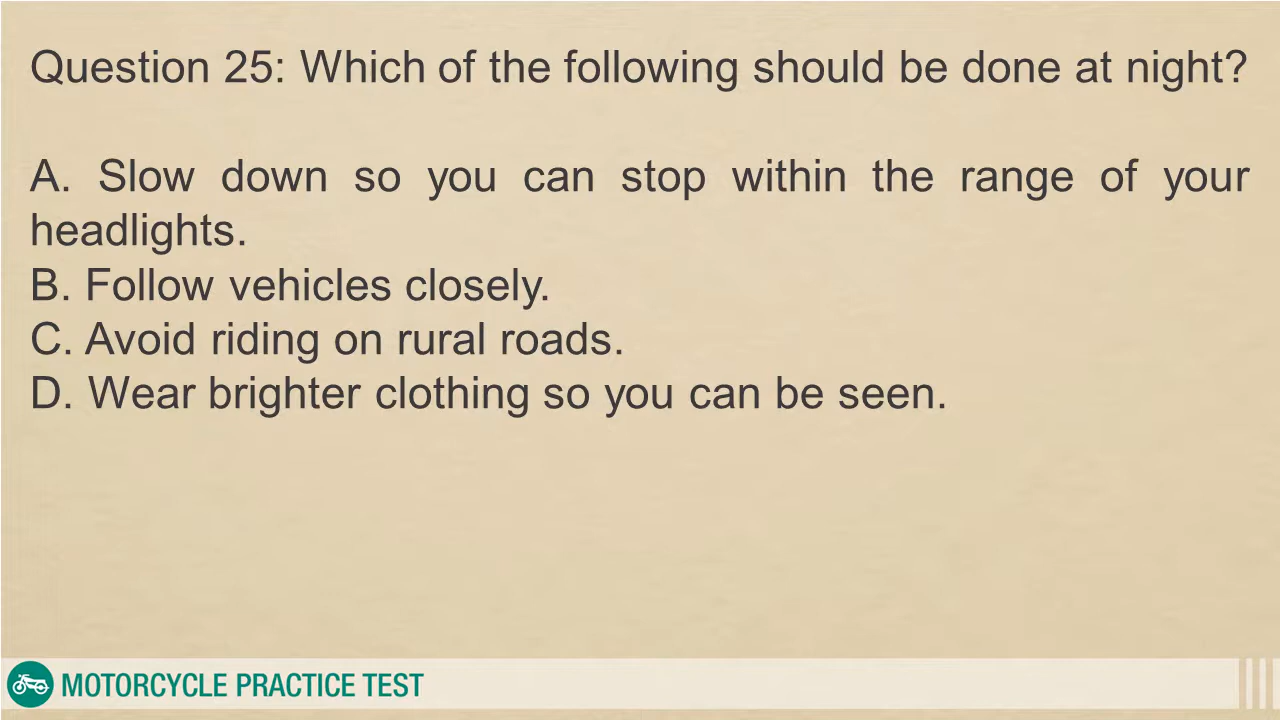 Question 25: Which of the following should be done at night?
A. Slow down so you can stop within the range of your
headlights.
B. Follow vehicles closely.
C. Avoid riding on rural roads.
D. Wear brighter clothing so you can be seen.
MOTORCYCLE PRACTICE TEST